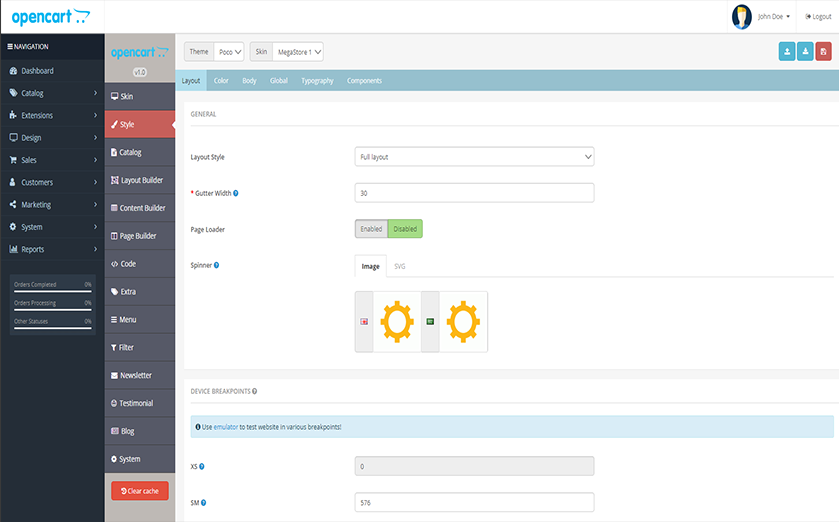 opencart
John Doe
Logout
NAVIGATION
Dashboard
Catalog
Extensions
Design
Sales
Customers
Marketing
System
Reports
Orders Completed 0%
Orders Processing 0%
Other Statuses 0%
opencart
v1.0
Skin
Style
Catalog
Layout Builder
Content Builder
Page Builder
Code
Extra
Menu
Filter
Newsletter
Testimonial
Blog
System
Clear cache
Theme Poco Skin MegaStore 1
Layout Color Body Global Typography Components
GENERAL
Layout Style Full layout
* Gutter Width 30
Page Loader Enabled Disabled
Spinner Image SVG
DEVICE BREAKPOINTS
Use emulator to test website in various breakpoints!
XS 0
SM 576